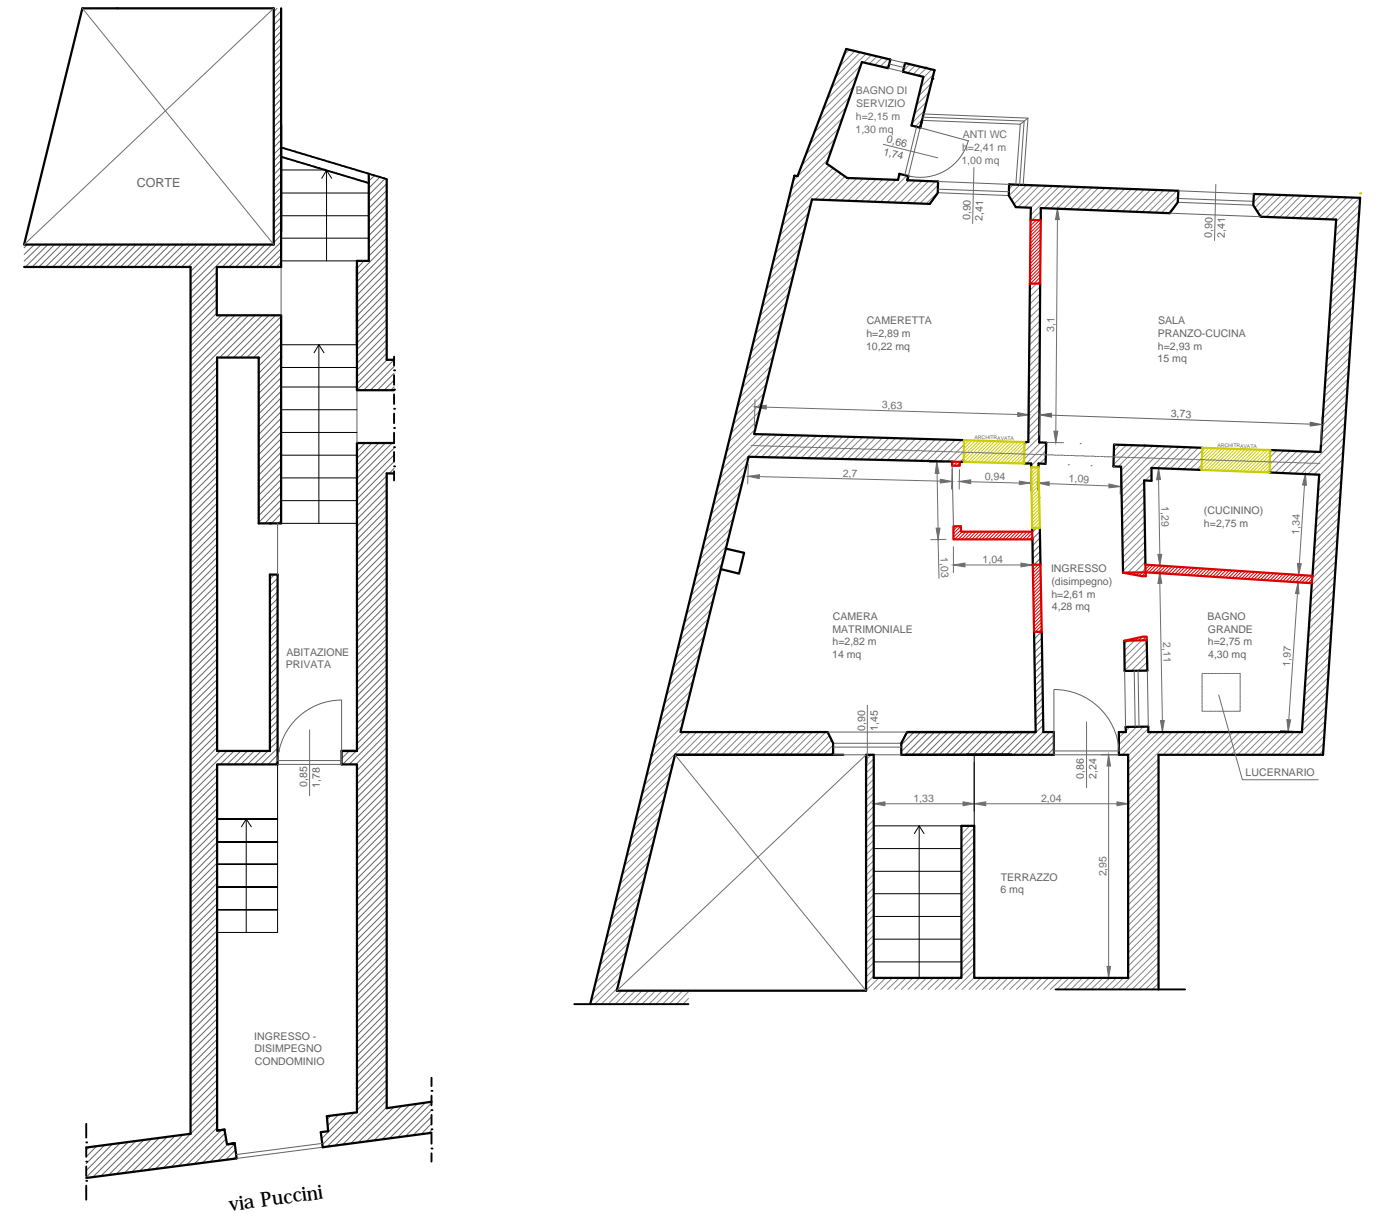 CORTE
ABITAZIONE
PRIVATA
0,85
1,78
INGRESSO -
DISIMPEGNO
CONDOMINIO
via Puccini
BAGNO DI
SERVIZIO
h=2,15 m
1,30 mq
0,66
1,74
ANTI WC
h=2,41 m
1,00 mq
0,90
2,41
0,90
2,41
CAMERETTA
h=2,89 m
10,22 mq
3,1
SALA
PRANZO-CUCINA
h=2,93 m
15 mq
3,63
3,73
ARCHITRAVATA
ARCHITRAVATA
2,7
0,94
1,09
1,03
1,04
1,29
(CUCININO)
h=2,75 m
1,34
INGRESSO
(disimpegno)
h=2,61 m
4,28 mq
CAMERA
MATRIMONIALE
h=2,82 m
14 mq
2,11
BAGNO
GRANDE
h=2,75 m
4,30 mq
1,97
0,90
1,45
0,86
2,24
LUCERNARIO
1,33
2,04
2,95
TERRAZZO
6 mq